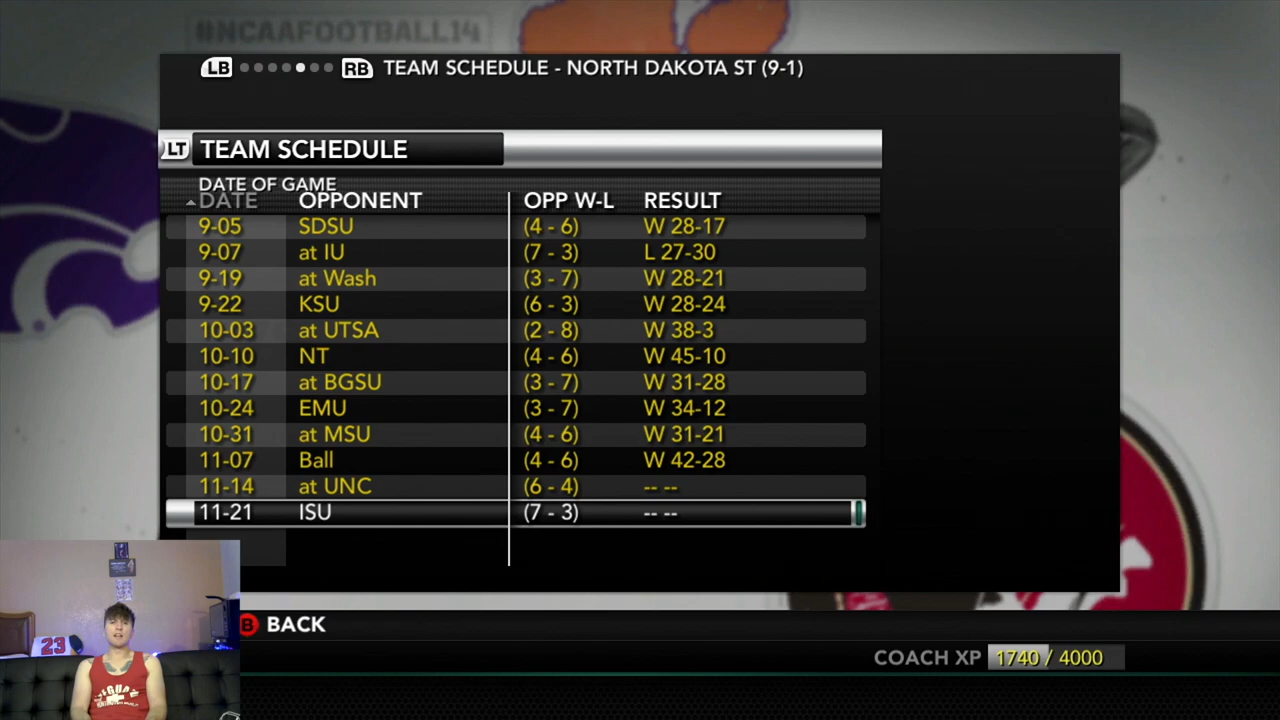 #NCAAFOOTBALL14
LB RB TEAM SCHEDULE - NORTH DAKOTA ST (9-1)
LT TEAM SCHEDULE
DATE OF GAME
DATE OPPONENT OPP W-L RESULT
9-05 SDSU (4 - 6) W 28-17
9-07 at IU (7 - 3) L 27-30
9-19 at Wash (3 - 7) W 28-21
9-22 KSU (6 - 3) W 28-24
10-03 at UTSA (2 - 8) W 38-3
10-10 NT (4 - 6) W 45-10
10-17 at BGSU (3 - 7) W 31-28
10-24 EMU (3 - 7) W 34-12
10-31 at MSU (4 - 6) W 31-21
11-07 Ball (4 - 6) W 42-28
11-14 at UNC (6 - 4) -- --
11-21 ISU (7 - 3) -- --
B BACK
23
COACH XP 1740 / 4000